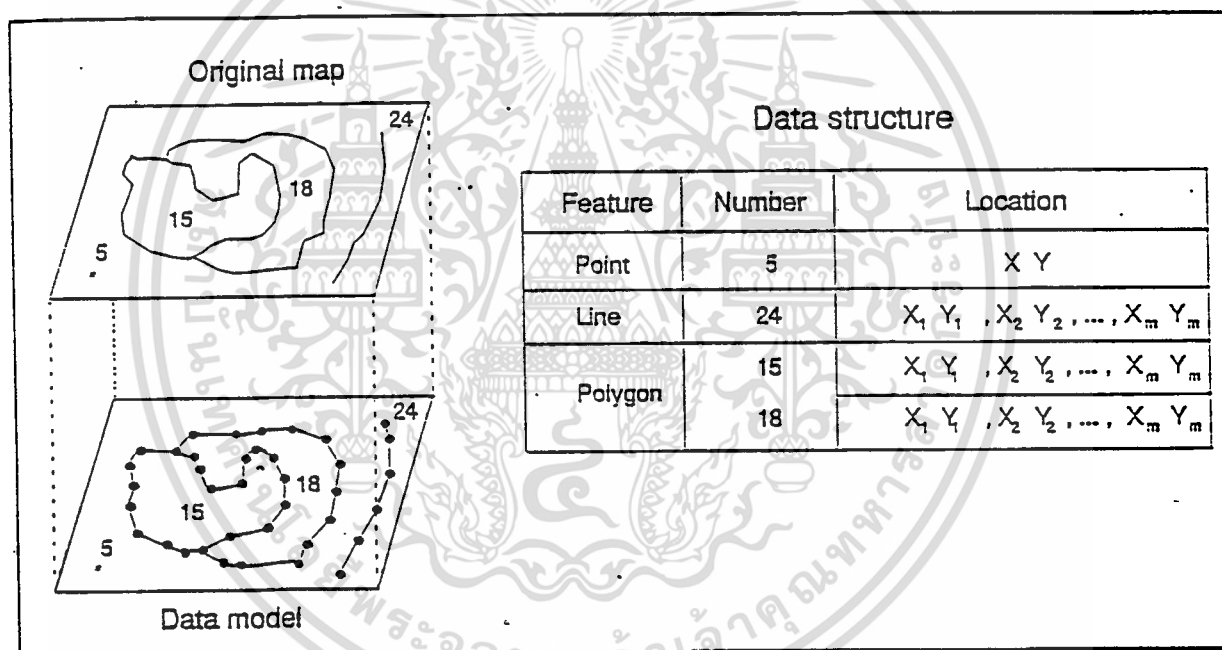 Original map
24
18
15
5
24
18
15
5
Data model
Data structure
Feature Number Location
Point 5 X Y
Line 24 X₁ Y₁ , X₂ Y₂ , ... , Xₘ Yₘ
Polygon
15 X₁ Y₁ , X₂ Y₂ , ... , Xₘ Yₘ
18 X₁ Y₁ , X₂ Y₂ , ... , Xₘ Yₘ